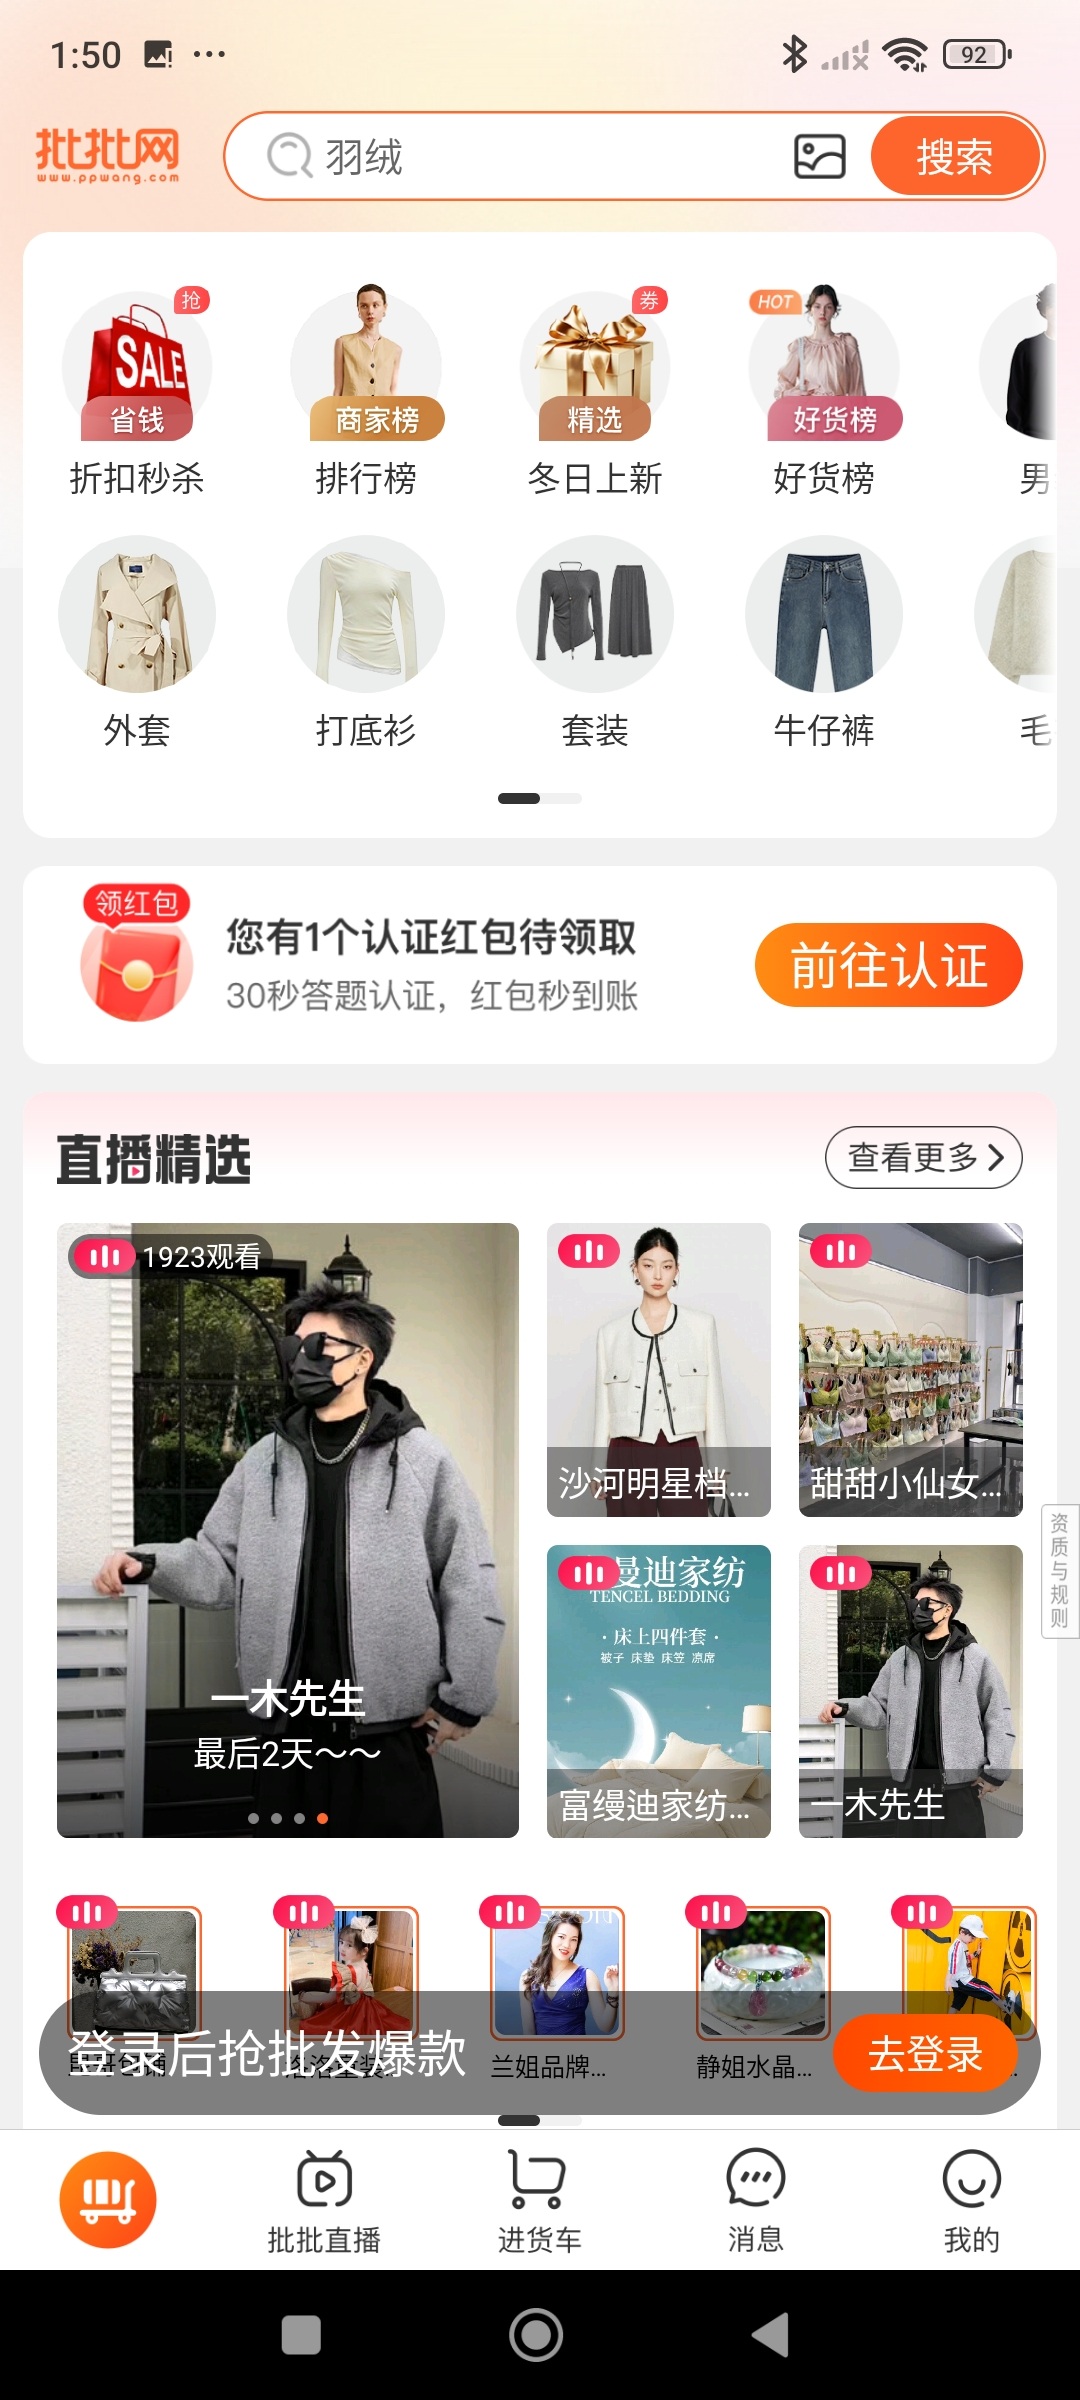 1:50
92
批批网
www.ppwang.com
羽绒
搜索
抢
券
HOT
SALE
省钱
商家榜
精选
好货榜
折扣秒杀
排行榜
冬日上新
好货榜
男
外套
打底衫
套装
牛仔裤
毛
领红包
您有1个认证红包待领取
30秒答题认证，红包秒到账
前往认证
直播精选
查看更多
1923观看
一木先生
最后2天～～
沙河明星档...
甜甜小仙女...
曼迪家纺
TENCEL BEDDING
·床上四件套·
被子 床垫 床笠 凉席
富缦迪家纺...
一木先生
资质与规则
登录后抢批发爆款
去登录
兰姐品牌...
静姐水晶...
批批直播
进货车
消息
我的